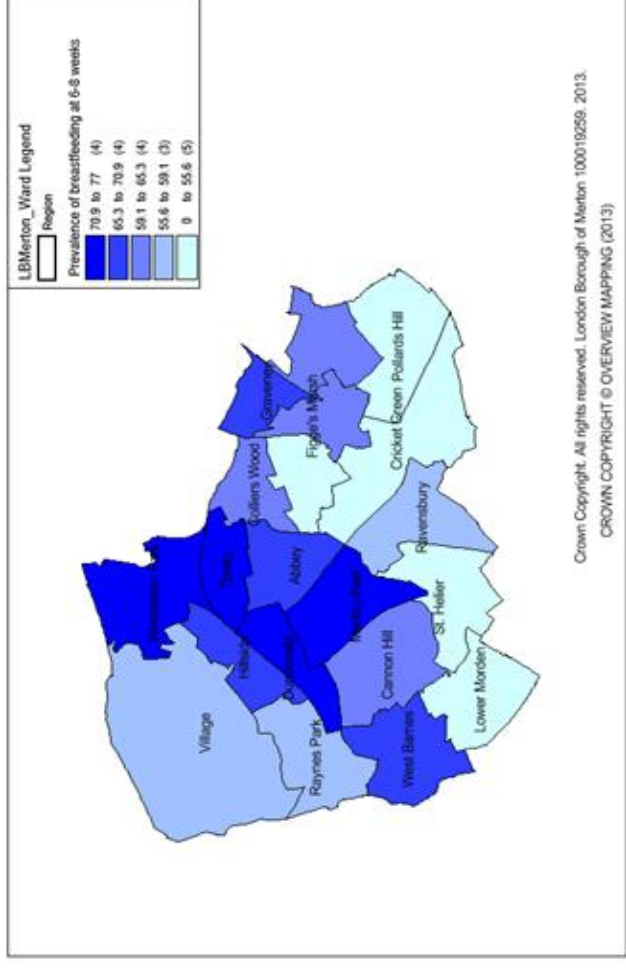 LBMerton_Ward Legend
Region
Prevalence of breastfeeding at 6-8 weeks
70.9 to 77 (4)
65.3 to 70.9 (4)
59.1 to 65.3 (4)
55.6 to 59.1 (3)
0 to 55.6 (5)
Village
Hillside
Raynes Park
Dundonald
West Barnes
Cannon Hill
Lower Morden
St. Helier
Merton Park
Abbey
Trinity
Colliers Wood
Graveney
Figge's Marsh
Ravensbury
Cricket Green
Pollards Hill
Crown Copyright. All rights reserved. London Borough of Merton 100019259. 2013.
CROWN COPYRIGHT © OVERVIEW MAPPING (2013)